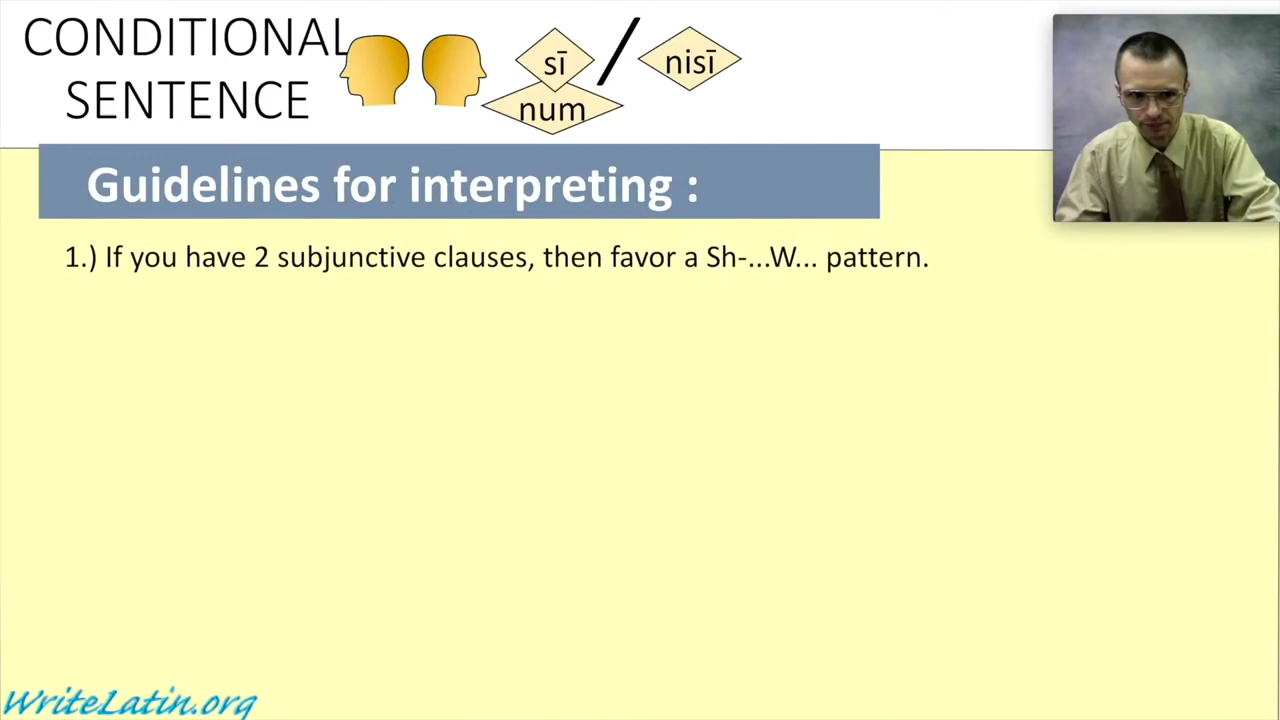 CONDITIONAL
SENTENCE
sī / nisī
num
Guidelines for interpreting :
1.) If you have 2 subjunctive clauses, then favor a Sh-...W... pattern.
WriteLatin.org